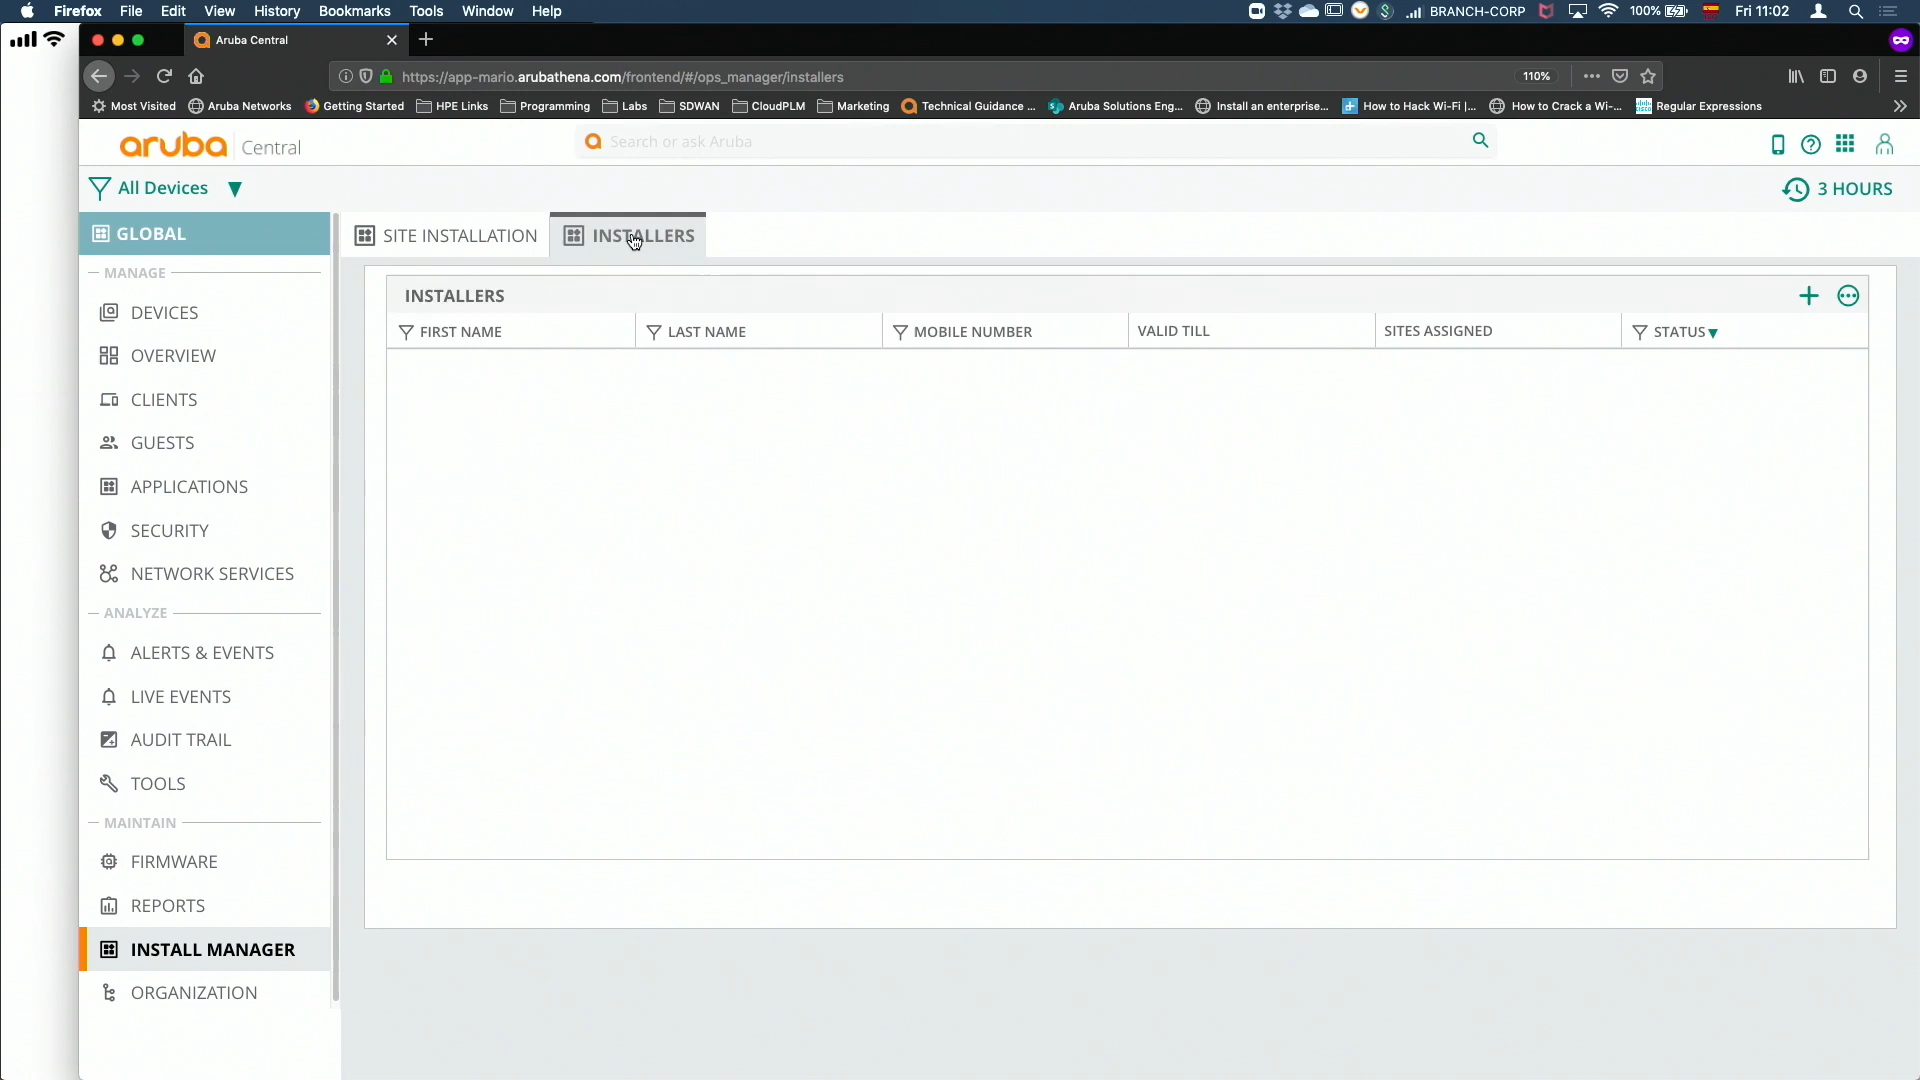 Firefox File Edit View History Bookmarks Tools Window Help BRANCH-CORP 100% Fri 11:02
Aruba Central
https://app-mario.arubathena.com/frontend/#/ops_manager/installers 110%
Most Visited Aruba Networks Getting Started HPE Links Programming Labs SDWAN CloudPLM Marketing Technical Guidance ... Aruba Solutions Eng... Install an enterprise... How to Hack Wi-Fi |... How to Crack a Wi-... Regular Expressions
aruba Central Search or ask Aruba
All Devices 3 HOURS
GLOBAL SITE INSTALLATION INSTALLERS
MANAGE
INSTALLERS
DEVICES
FIRST NAME LAST NAME MOBILE NUMBER VALID TILL SITES ASSIGNED STATUS
OVERVIEW
CLIENTS
GUESTS
APPLICATIONS
SECURITY
NETWORK SERVICES
ANALYZE
ALERTS & EVENTS
LIVE EVENTS
AUDIT TRAIL
TOOLS
MAINTAIN
FIRMWARE
REPORTS
INSTALL MANAGER
ORGANIZATION